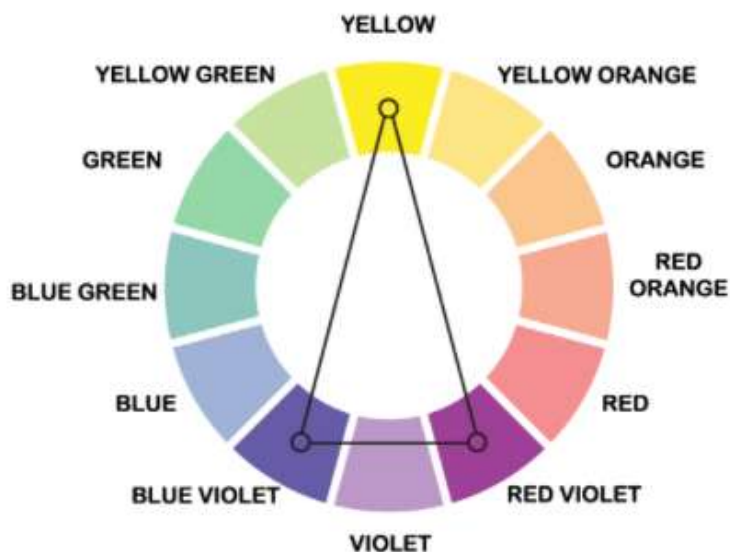 YELLOW
YELLOW GREEN
YELLOW ORANGE
GREEN
ORANGE
BLUE GREEN
RED
ORANGE
BLUE
RED
BLUE VIOLET
RED VIOLET
VIOLET